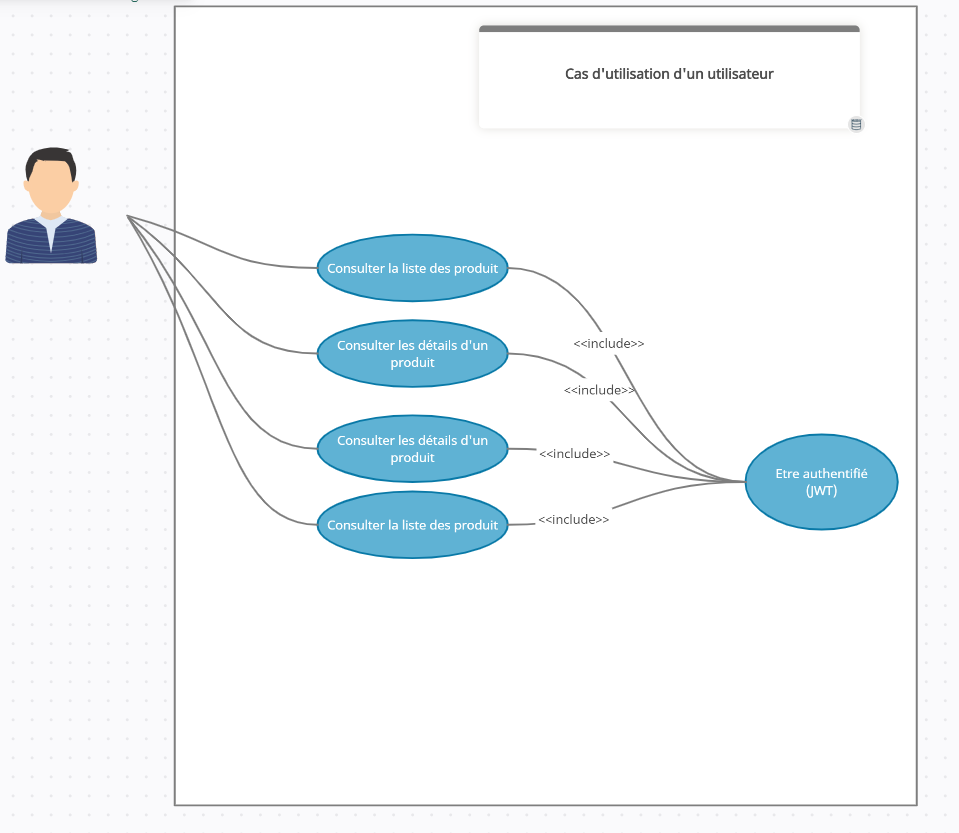 Cas d'utilisation d'un utilisateur
Consulter la liste des produit
<<include>>
Consulter les détails d'un
produit
<<include>>
Consulter les détails d'un
produit
<<include>>
Etre authentifié
(JWT)
Consulter la liste des produit
<<include>>